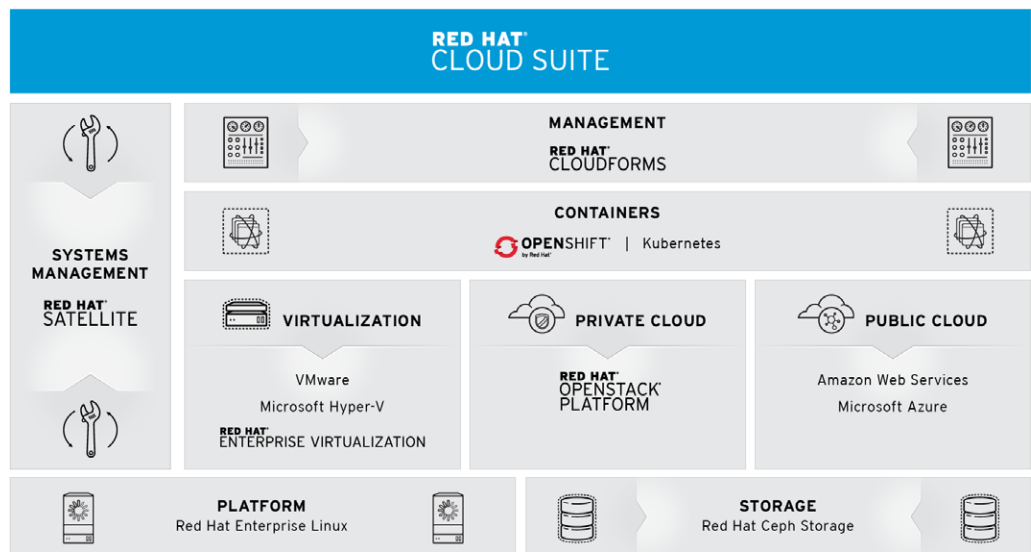 RED HAT®
CLOUD SUITE
MANAGEMENT
RED HAT®
CLOUDFORMS
CONTAINERS
OPENSHIFT® | Kubernetes
by Red Hat®
SYSTEMS
MANAGEMENT
RED HAT®
SATELLITE
VIRTUALIZATION
VMware
Microsoft Hyper-V
RED HAT®
ENTERPRISE VIRTUALIZATION
PRIVATE CLOUD
RED HAT®
OPENSTACK®
PLATFORM
PUBLIC CLOUD
Amazon Web Services
Microsoft Azure
PLATFORM
Red Hat Enterprise Linux
STORAGE
Red Hat Ceph Storage